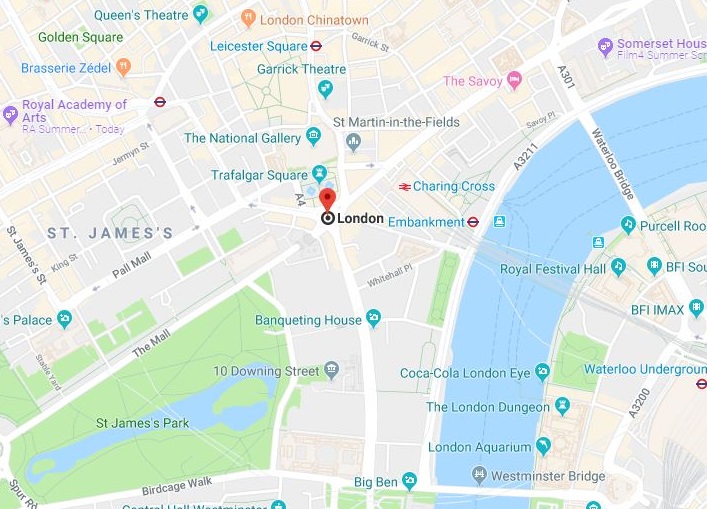 Queen's Theatre
London Chinatown
Golden Square
Leicester Square
Garrick St
Somerset Hous
Film4 Summer Scr
Brasserie Zédel
Garrick Theatre
The Savoy
A301
Royal Academy of
Arts
RA Summer... • Today
St Martin-in-the-Fields
The National Gallery
Savoy Pl
Jermyn St
A3211
Waterloo Bridge
Trafalgar Square
A4
Charing Cross
London
Embankment
ST. JAMES'S
St James's St
King St
Pall Mall
Purcell Roo
Royal Festival Hall
BFI Sou
Whitehall Pl
BFI IMAX
's Palace
Banqueting House
The Mall
Stable Yard
10 Downing Street
Coca-Cola London Eye
Waterloo Undergroun
The London Dungeon
A3200
St James's Park
London Aquarium
Westminster Bridge
Big Ben
Birdcage Walk
Spur Rd
Central Hall Westminster